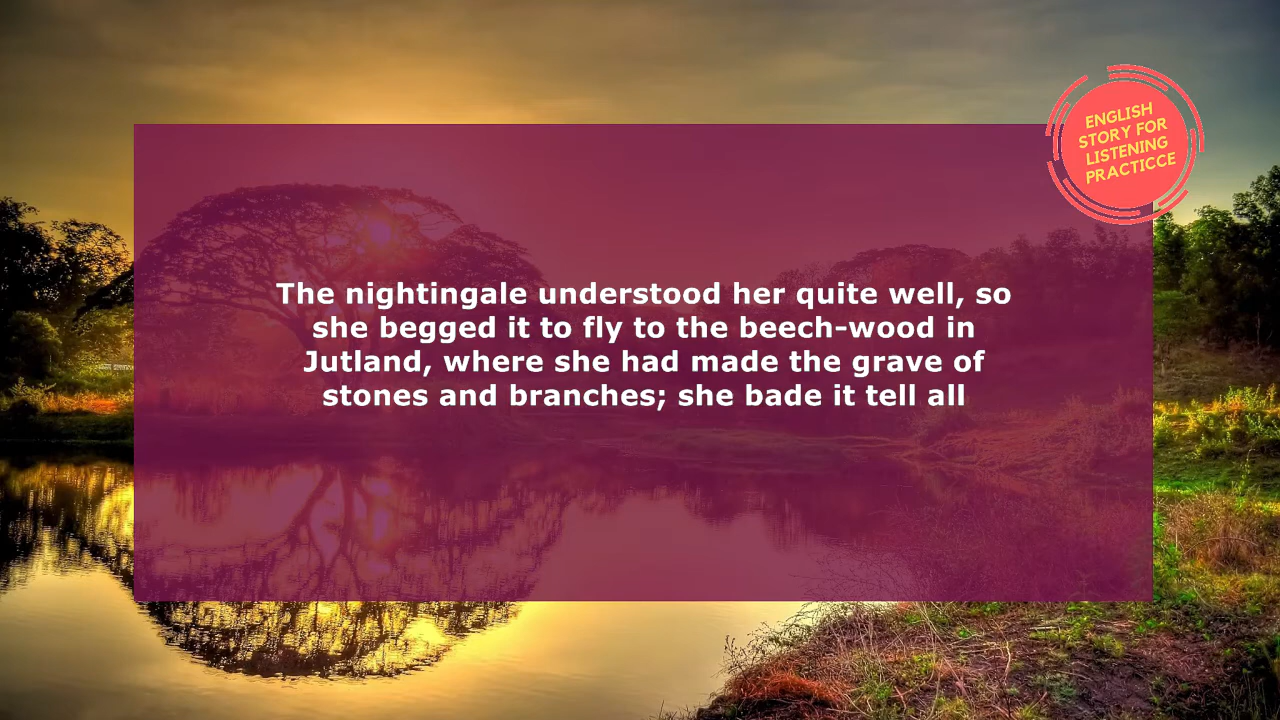 ENGLISH
STORY FOR
LISTENING
PRACTICCE
The nightingale understood her quite well, so
she begged it to fly to the beech-wood in
Jutland, where she had made the grave of
stones and branches; she bade it tell all